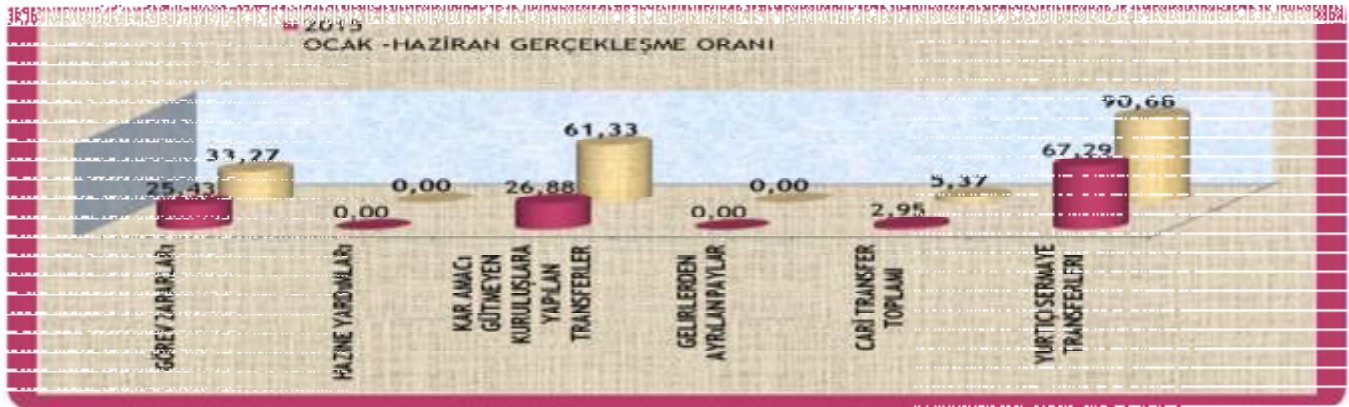 2015
OCAK -HAZİRAN GERÇEKLEŞME ORANI
90,66
61,33
67,29
33,27
25,43
0,00
26,88
0,00
5,37
0,00
0,00
2,95
GÖREV ZARARLARI
HAZİNE YARDIMLARI
KAR AMACI
GÜTMEYEN
KURULUŞLARA
YAPILAN
TRANSFERLER
GELİRLERDEN
AYRILAN PAYLAR
CARİ TRANSFER
TOPLAMI
YURTİÇİ SERMAYE
TRANSFERLERİ